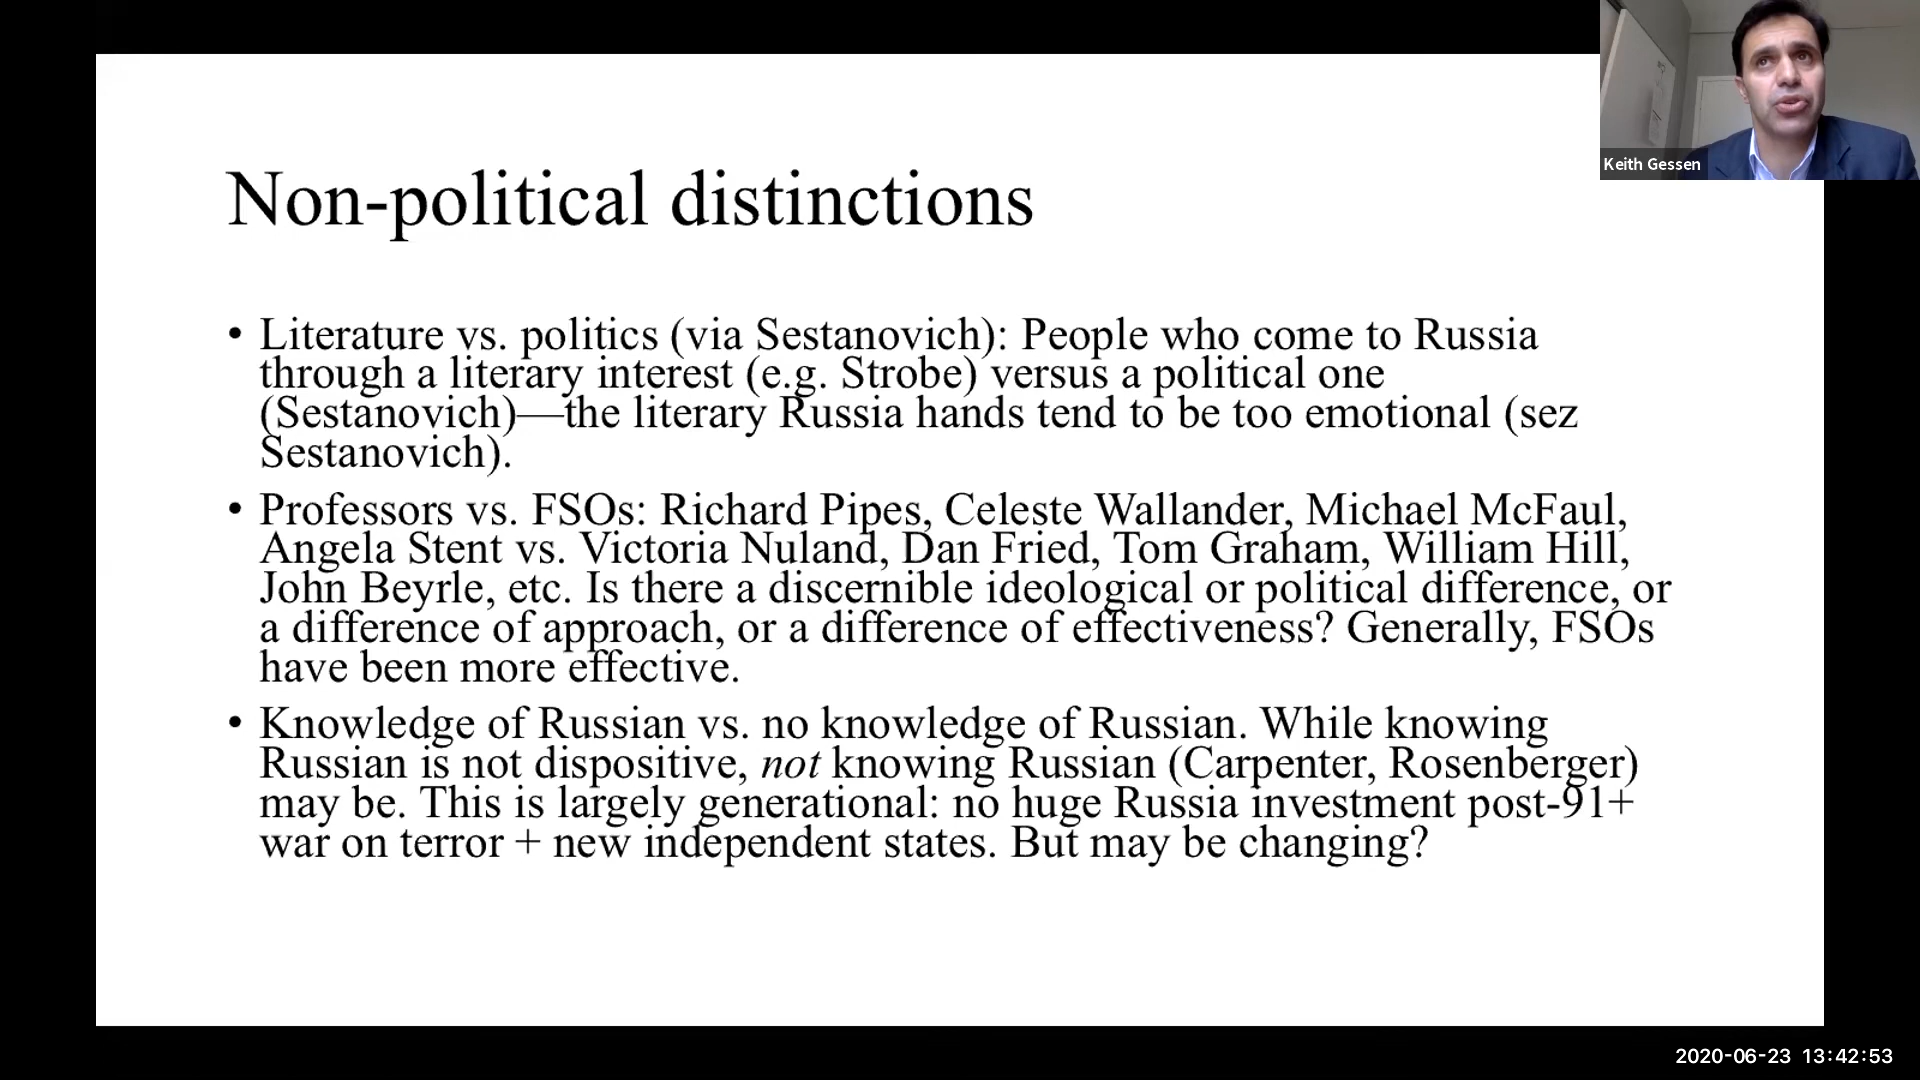 Keith Gessen
Non-political distinctions
• Literature vs. politics (via Sestanovich): People who come to Russia
through a literary interest (e.g. Strobe) versus a political one
(Sestanovich)—the literary Russia hands tend to be too emotional (sez
Sestanovich).
• Professors vs. FSOs: Richard Pipes, Celeste Wallander, Michael McFaul,
Angela Stent vs. Victoria Nuland, Dan Fried, Tom Graham, William Hill,
John Beyrle, etc. Is there a discernible ideological or political difference, or
a difference of approach, or a difference of effectiveness? Generally, FSOs
have been more effective.
• Knowledge of Russian vs. no knowledge of Russian. While knowing
Russian is not dispositive, not knowing Russian (Carpenter, Rosenberger)
may be. This is largely generational: no huge Russia investment post-91+
war on terror + new independent states. But may be changing?
2020-06-23 13:42:53